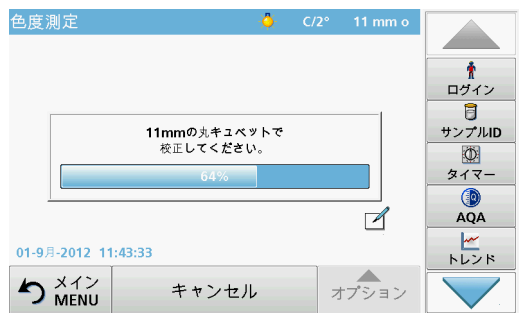 色度測定
C/2° 11 mm o
11mmの丸キュベットで
校正してください。
64%
01-9月-2012 11:43:33
メイン
MENU
キャンセル
オプション
ログイン
サンプルID
タイマー
AQA
トレンド